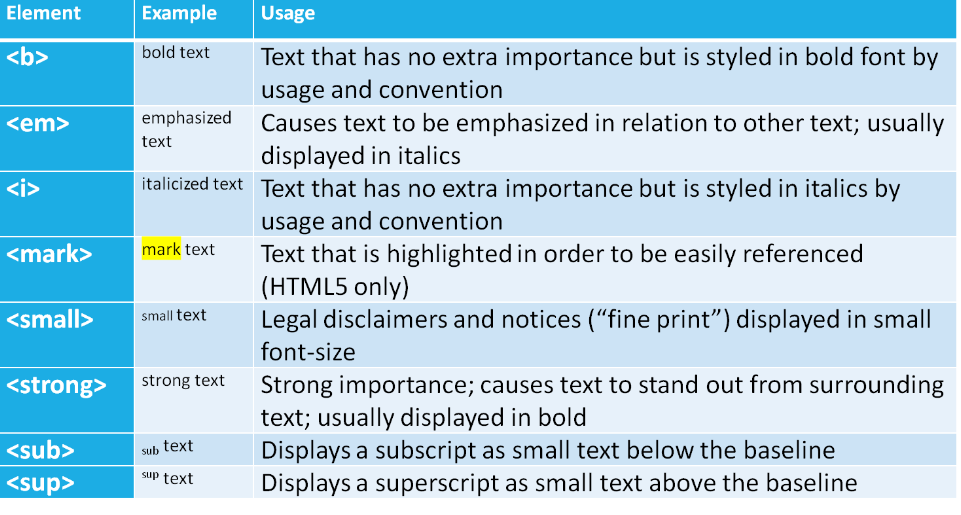 Element Example Usage
<b> bold text Text that has no extra importance but is styled in bold font by
usage and convention
<em> emphasized Causes text to be emphasized in relation to other text; usually
text displayed in italics
<i> italicized text Text that has no extra importance but is styled in italics by
usage and convention
<mark> mark text Text that is highlighted in order to be easily referenced
(HTML5 only)
<small> small text Legal disclaimers and notices (“fine print”) displayed in small
font-size
<strong> strong text Strong importance; causes text to stand out from surrounding
text; usually displayed in bold
<sub> sub text Displays a subscript as small text below the baseline
<sup> sup text Displays a superscript as small text above the baseline